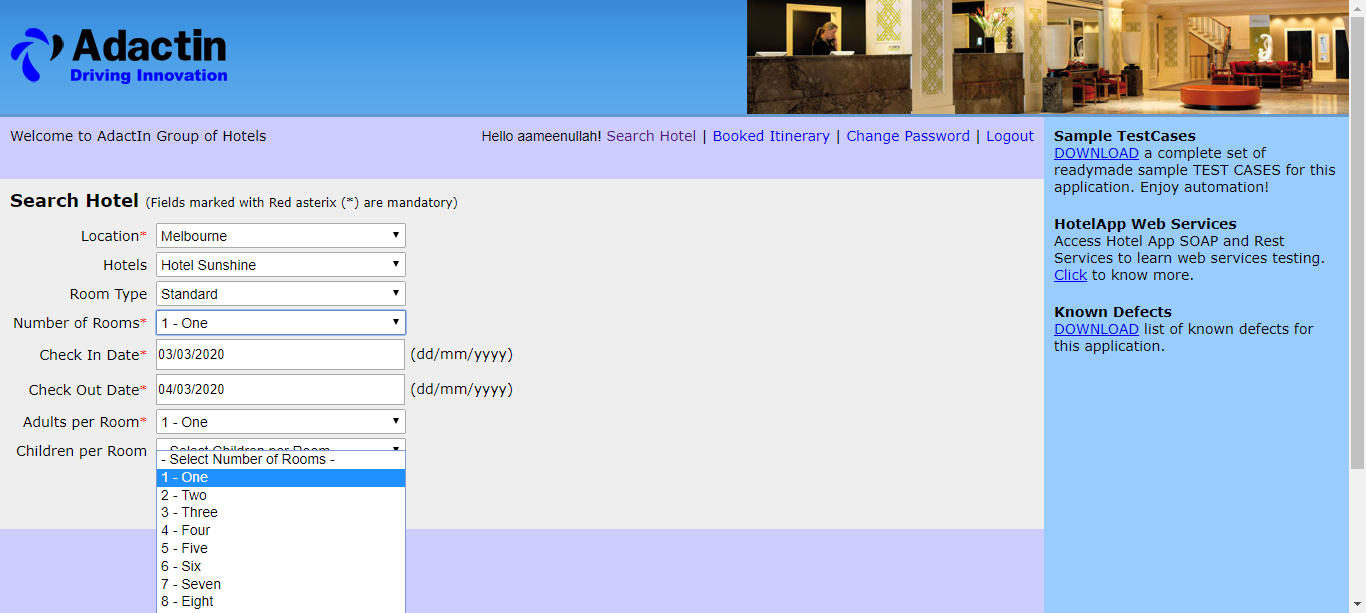 Adactin
Driving Innovation
Welcome to AdactIn Group of Hotels
Hello aameenullah! Search Hotel | Booked Itinerary | Change Password | Logout
Search Hotel (Fields marked with Red asterix (*) are mandatory)
Location* Melbourne
Hotels Hotel Sunshine
Room Type Standard
Number of Rooms* 1 - One
Check In Date* 03/03/2020 (dd/mm/yyyy)
Check Out Date* 04/03/2020 (dd/mm/yyyy)
Adults per Room* 1 - One
Children per Room - Select Children per Room -
- Select Number of Rooms -
1 - One
2 - Two
3 - Three
4 - Four
5 - Five
6 - Six
7 - Seven
8 - Eight
Sample TestCases
DOWNLOAD a complete set of
readymade sample TEST CASES for this
application. Enjoy automation!
HotelApp Web Services
Access Hotel App SOAP and Rest
Services to learn web services testing.
Click to know more.
Known Defects
DOWNLOAD list of known defects for
this application.